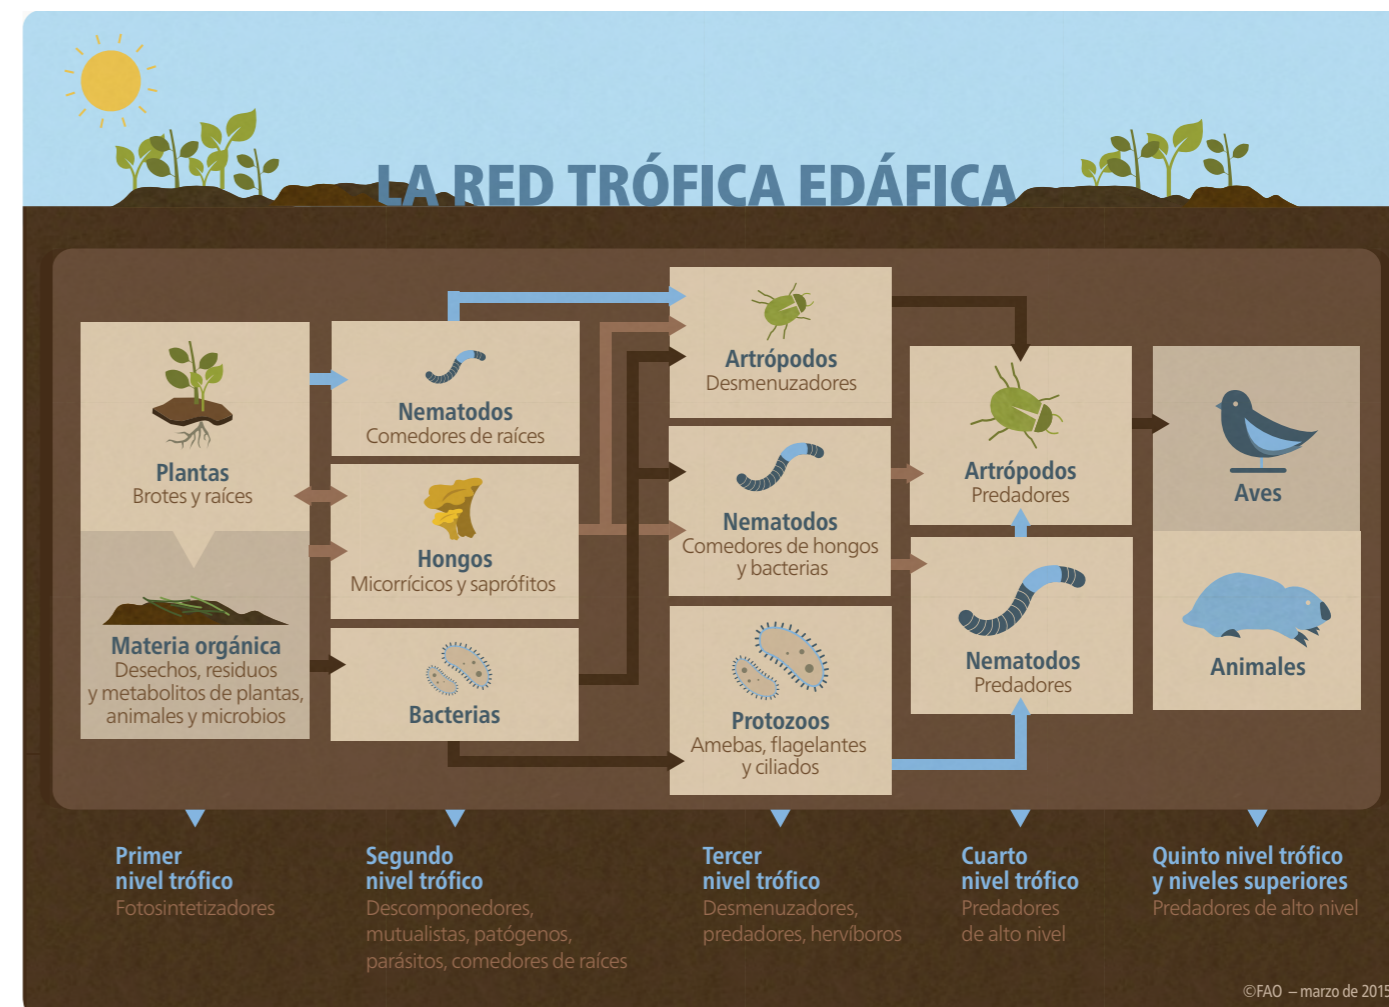 LA RED TRÓFICA EDÁFICA
Plantas
Brotes y raíces
Materia orgánica
Desechos, residuos
y metabolitos de plantas,
animales y microbios
Nematodos
Comedores de raíces
Hongos
Micorrícicos y saprófitos
Bacterias
Artrópodos
Desmenuzadores
Nematodos
Comedores de hongos
y bacterias
Protozoos
Amebas, flagelantes
y ciliados
Artrópodos
Predadores
Nematodos
Predadores
Aves
Animales
Primer
nivel trófico
Fotosintetizadores
Segundo
nivel trófico
Descomponedores,
mutualistas, patógenos,
parásitos, comedores de raíces
Tercer
nivel trófico
Desmenuzadores,
predadores, hervíboros
Cuarto
nivel trófico
Predadores
de alto nivel
Quinto nivel trófico
y niveles superiores
Predadores de alto nivel
©FAO – marzo de 2015